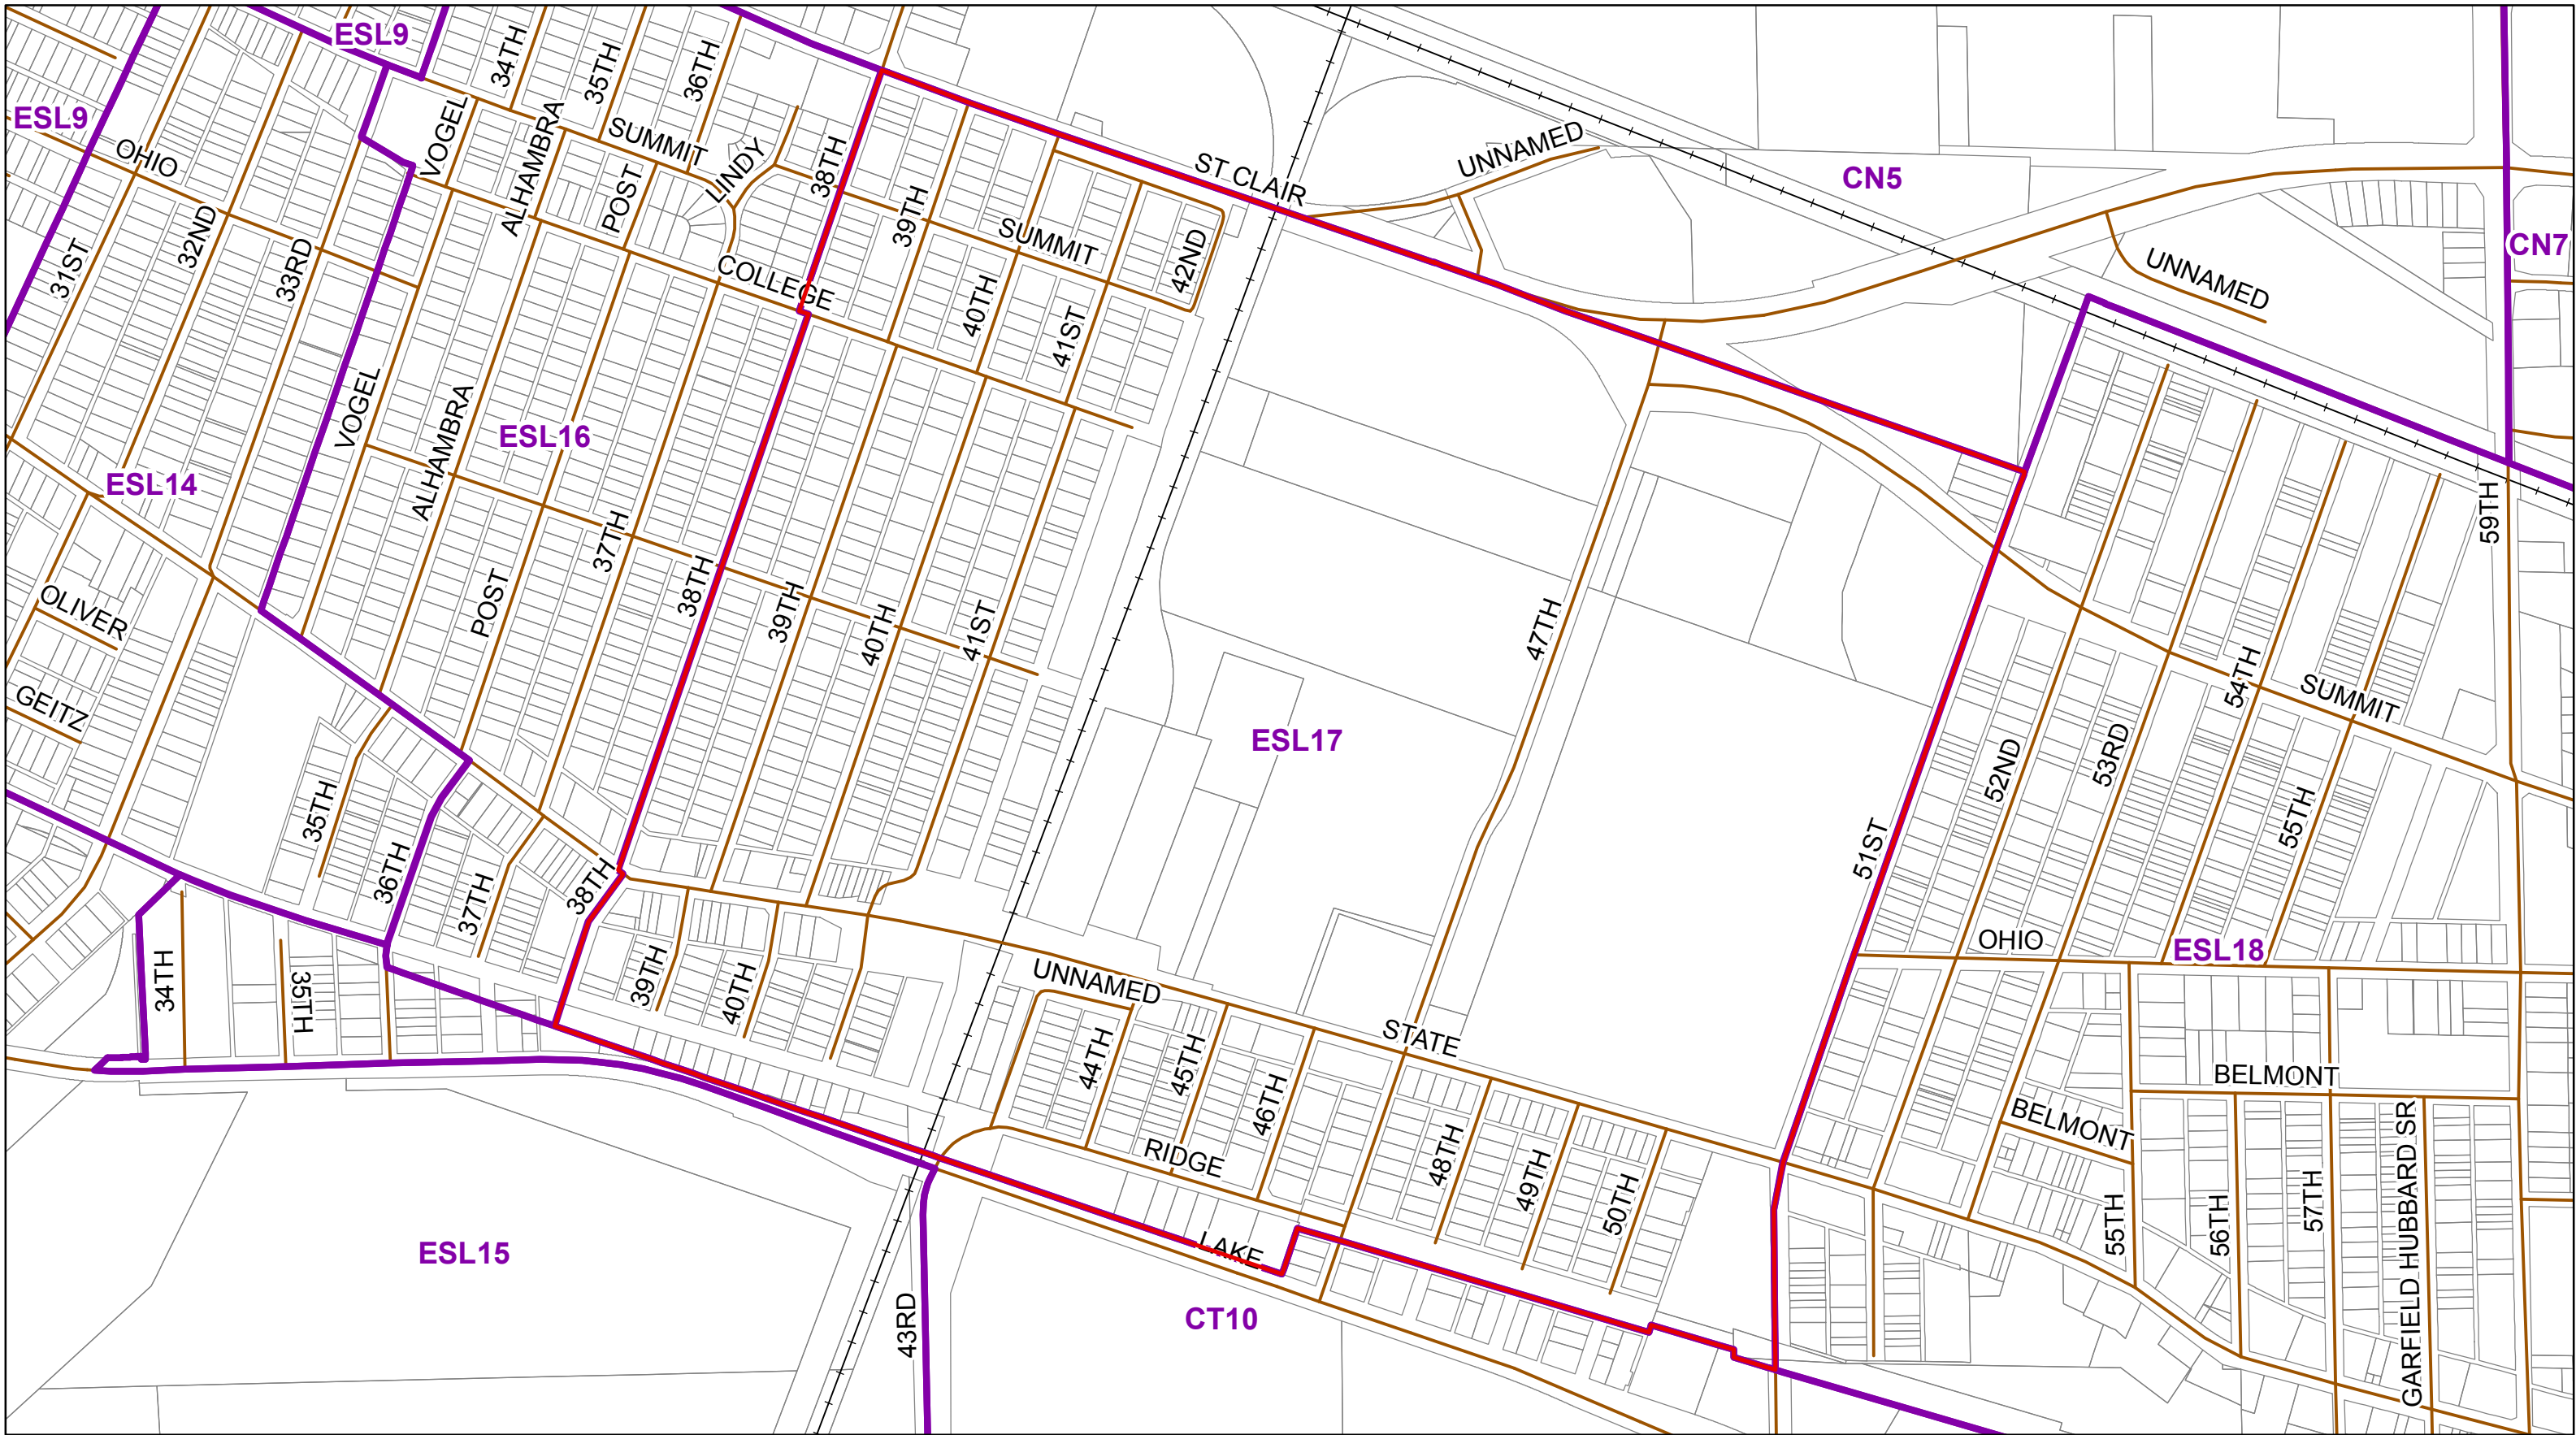 ESL9
34TH
35TH
36TH
ESL9
VOGEL
ALHAMBRA
SUMMIT
OHIO
LINDY
38TH
ST CLAIR
UNNAMED
CN5
POST
39TH
SUMMIT
42ND
32ND
31ST
33RD
COLLEGE
40TH
41ST
UNNAMED
CN7
VOGEL
ALHAMBRA
ESL16
ESL14
37TH
59TH
38TH
POST
39TH
40TH
41ST
47TH
OLIVER
GEITZ
54TH
SUMMIT
ESL17
52ND
53RD
35TH
36TH
37TH
38TH
51ST
55TH
OHIO
ESL18
34TH
35TH
39TH
40TH
UNNAMED
STATE
44TH
45TH
46TH
BELMONT
BELMONT
RIDGE
48TH
49TH
50TH
55TH
56TH
57TH
GARFIELD HUBBARD SR
LAKE
ESL15
43RD
CT10